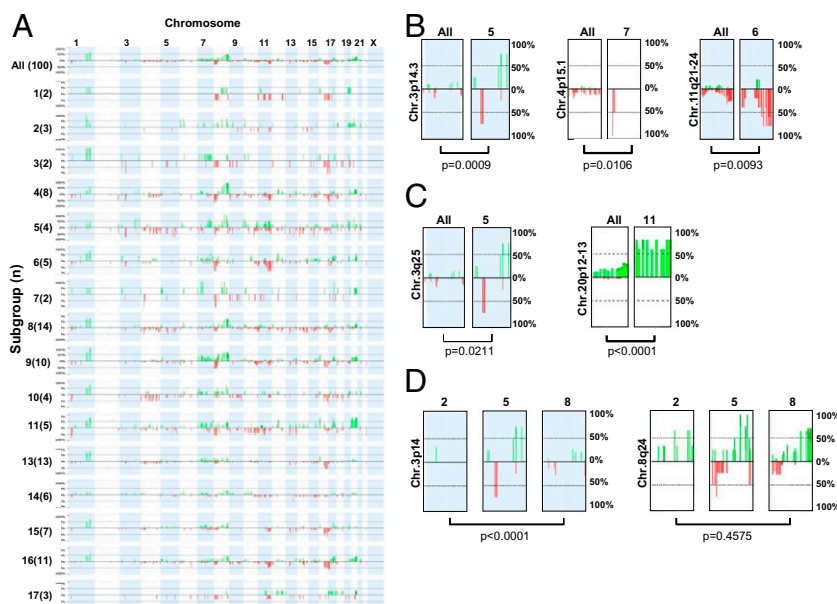 A
Chromosome
1 3 5 7 9 11 13 15 17 19 21 X
Subgroup (n)
All (100)
1(2)
2(3)
3(2)
4(8)
5(4)
6(5)
7(2)
8(14)
9(10)
10(4)
11(5)
13(13)
14(6)
15(7)
16(11)
17(3)
B
All 5
Chr.3p14.3
100%
50%
0%
50%
100%
p=0.0009
All 7
Chr.4p15.1
100%
50%
0%
50%
100%
p=0.0106
All 6
Chr.11q21-24
100%
50%
0%
50%
100%
p=0.0093
C
All 5
Chr.3q25
100%
50%
0%
50%
100%
p=0.0211
All 11
Chr.20p12-13
100%
50%
0%
50%
100%
p<0.0001
D
2 5 8
Chr.3p14
100%
50%
0%
50%
100%
p<0.0001
2 5 8
Chr.8q24
100%
50%
0%
50%
100%
p=0.4575